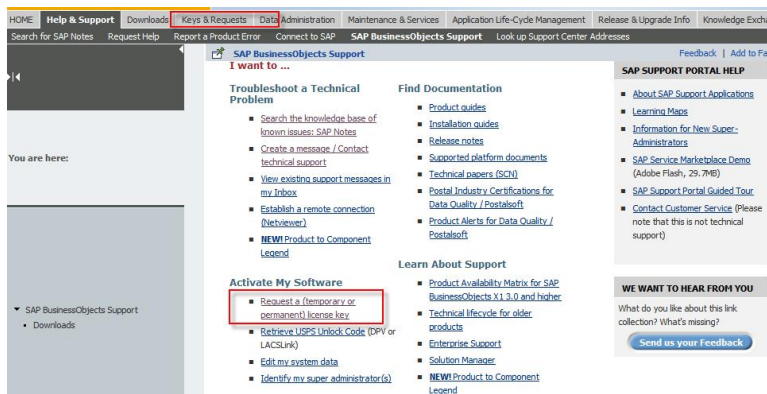 HOME Help & Support Downloads Keys & Requests Data Administration Maintenance & Services Application Life-Cycle Management Release & Upgrade Info Knowledge Exch
Search for SAP Notes Request Help Report a Product Error Connect to SAP SAP BusinessObjects Support Look up Support Center Addresses
SAP BusinessObjects Support
Feedback | Add to Fa
You are here:
SAP BusinessObjects Support
Downloads
I want to ...
Troubleshoot a Technical
Problem
Search the knowledge base of
known issues: SAP Notes
Create a message / Contact
technical support
View existing support messages in
my Inbox
Establish a remote connection
(Netviewer)
NEW! Product to Component
Legend
Activate My Software
Request a (temporary or
permanent) license key
Retrieve USPS Unlock Code (DPV or
LACSLink)
Edit my system data
Identify my super administrator(s)
Find Documentation
Product guides
Installation guides
Release notes
Supported platform documents
Technical papers (SCN)
Postal Industry Certifications for
Data Quality / Postalsoft
Product Alerts for Data Quality /
Postalsoft
Learn About Support
Product Availability Matrix for SAP
BusinessObjects X1 3.0 and higher
Technical lifecycle for older
products
Enterprise Support
Solution Manager
NEW! Product to Component
Legend
SAP SUPPORT PORTAL HELP
About SAP Support Applications
Learning Maps
Information for New Super-
Administrators
SAP Service Marketplace Demo
(Adobe Flash, 29.7MB)
SAP Support Portal Guided Tour
Contact Customer Service (Please
note that this is not technical
support)
WE WANT TO HEAR FROM YOU
What do you like about this link
collection? What's missing?
Send us your Feedback